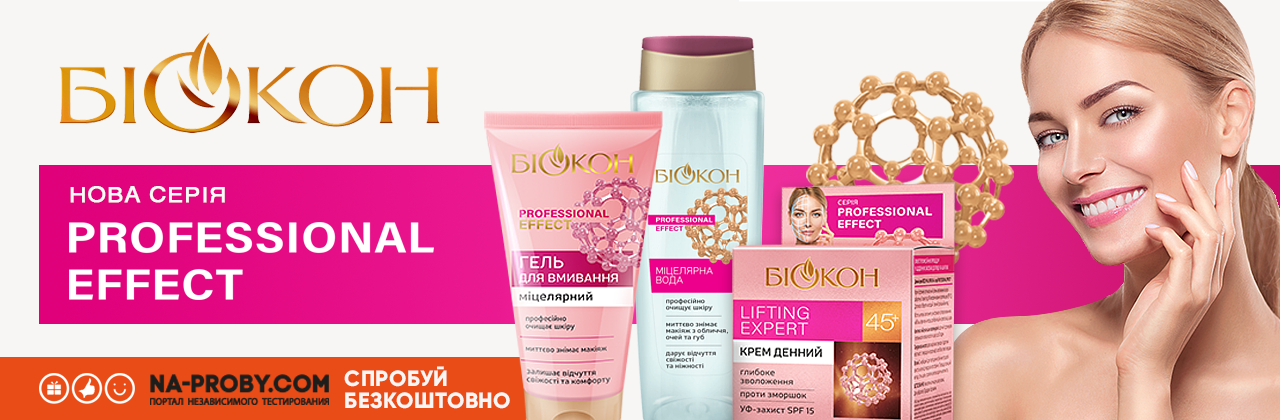 БІОКОН
НОВА СЕРІЯ
PROFESSIONAL
EFFECT
NA-PROBY.COM
ПОРТАЛ НЕЗАВИСИМОГО ТЕСТИРОВАНИЯ
СПРОБУЙ
БЕЗКОШТОВНО
БІОКОН
PROFESSIONAL
EFFECT
ГЕЛЬ
ДЛЯ ВМИВАННЯ
міцелярний
професійно
очищає шкіру
миттєво знімає макіяж
залишає відчуття
свіжості та комфорту
БІОКОН
PROFESSIONAL
EFFECT
МІЦЕЛЯРНА
ВОДА
професійно
очищує шкіру
миттєво знімає
макіяж з обличчя,
очей та губ
дарує відчуття
свіжості
та ніжності
СЕРІЯ
PROFESSIONAL
EFFECT
БІОКОН
LIFTING
EXPERT
45+
КРЕМ ДЕННИЙ
глибоке
зволоження
проти зморшок
УФ-захист SPF 15